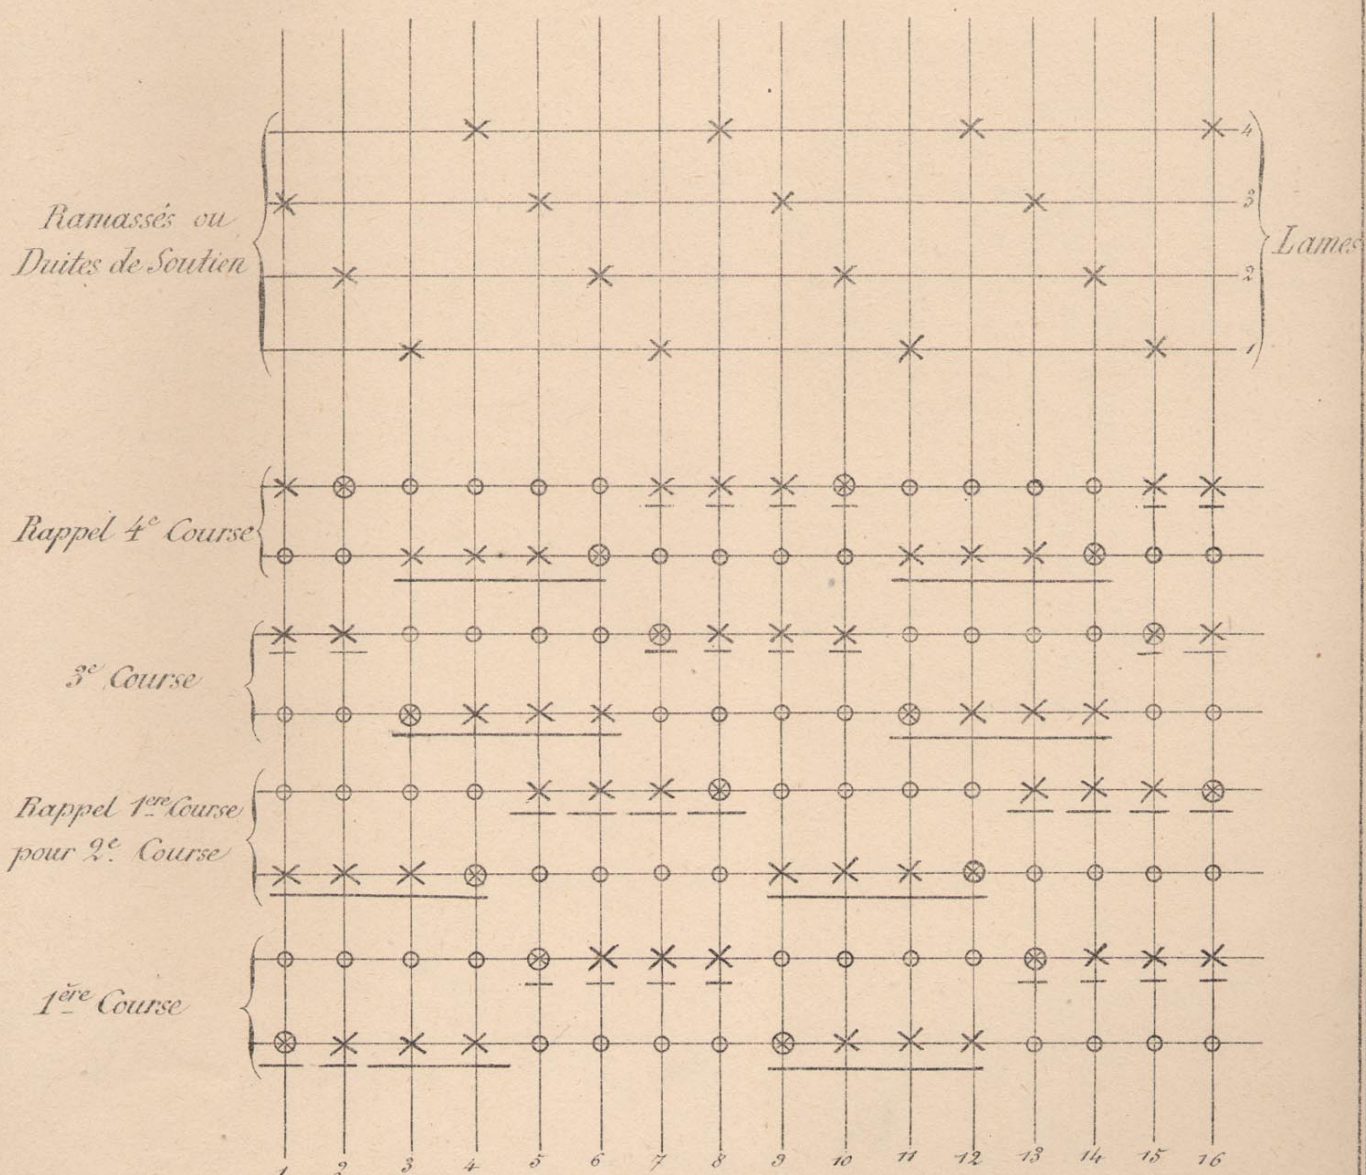 4
3
Ramassés ou
Duites de Soutien
Lames
2
1
Rappel 4e Course
3e Course
Rappel 1ere Course
pour 2e. Course
1ère Course
1 2 3 4 5 6 7 8 9 10 11 12 13 14 15 16